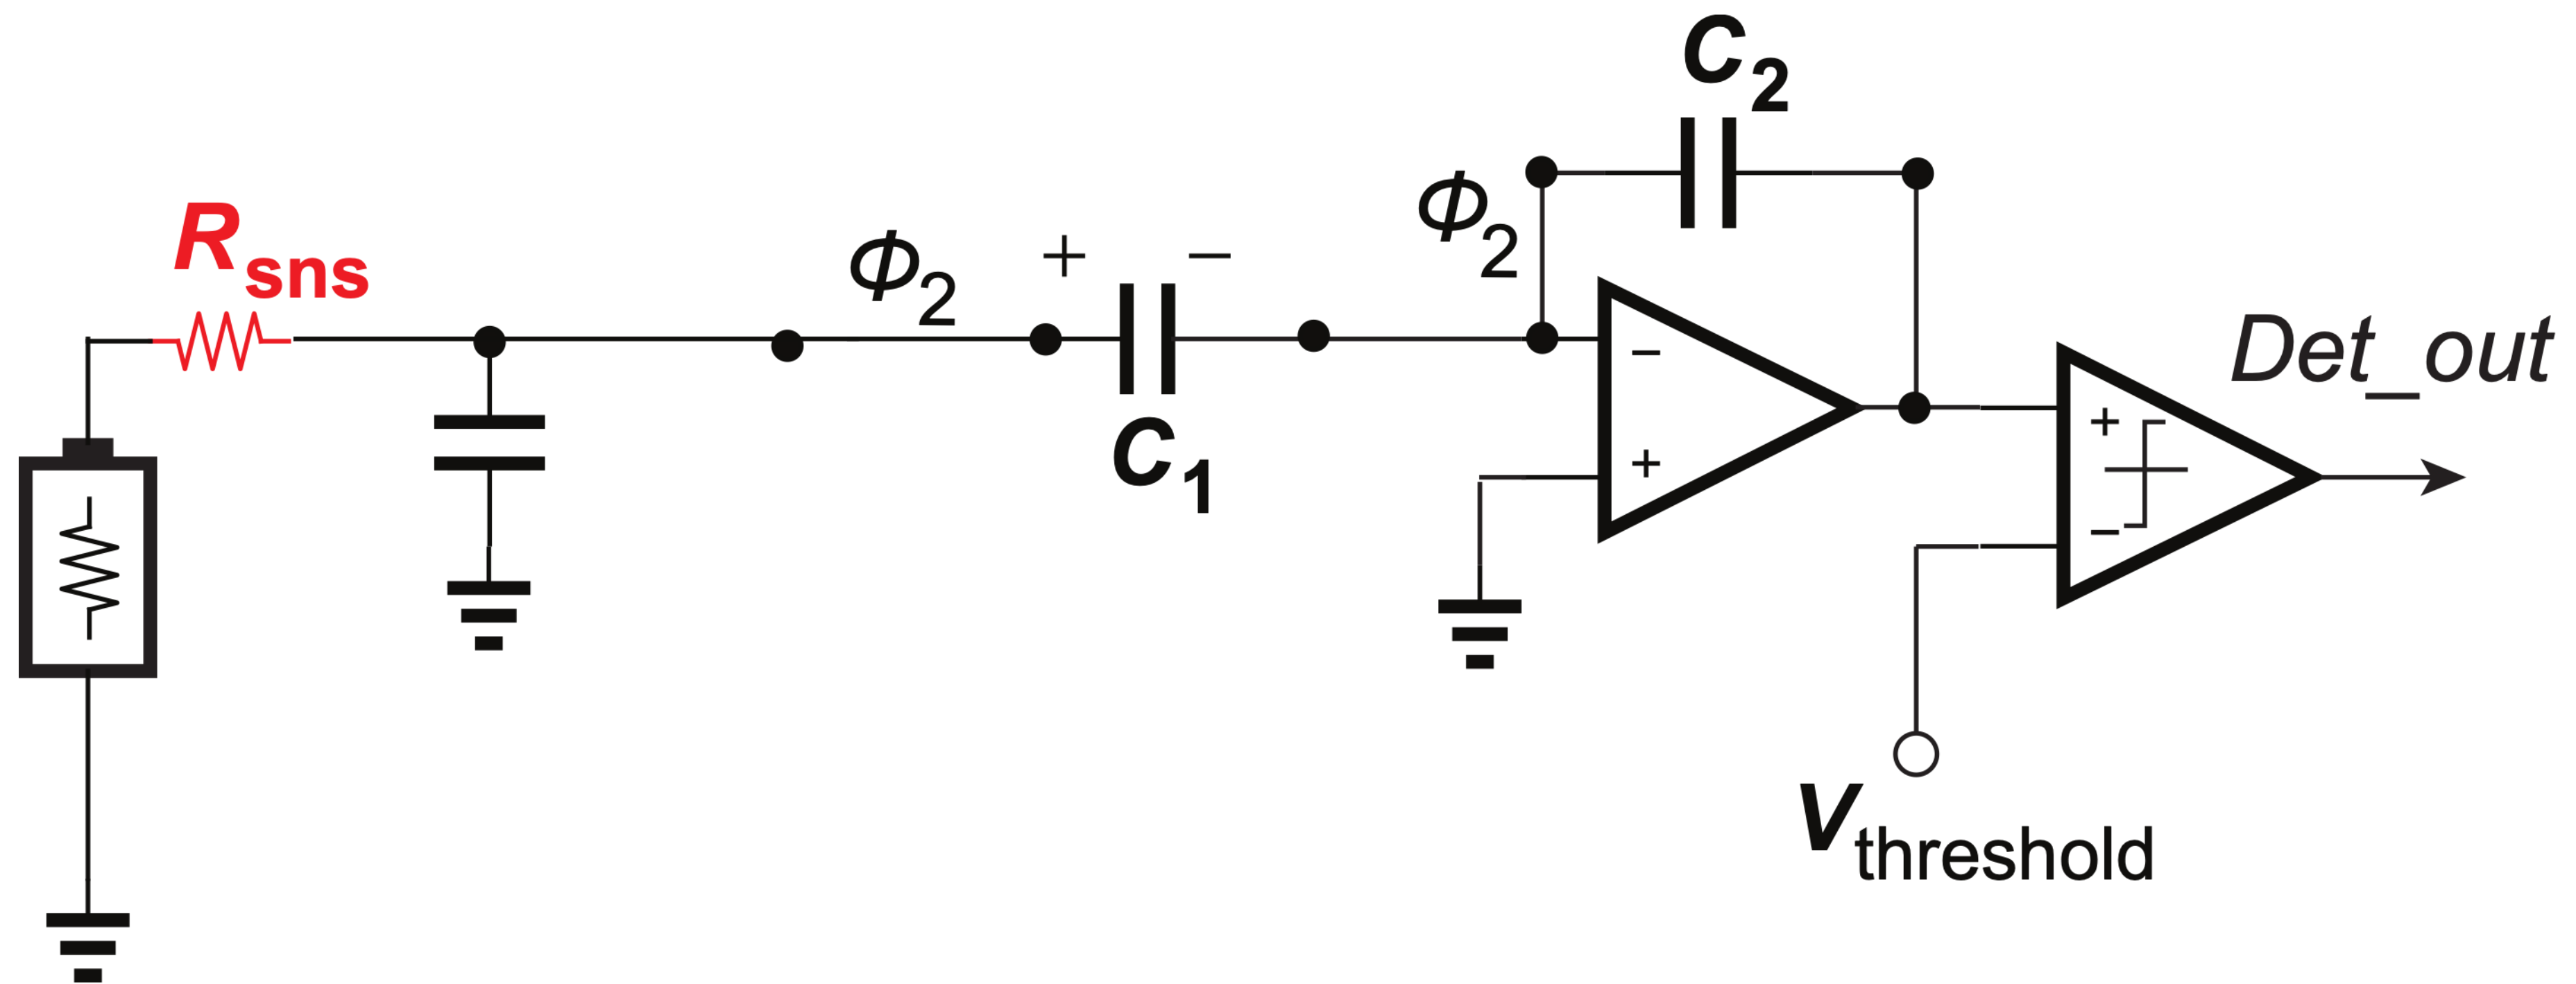 C2
Rsns
Φ2
+
−
Φ2
−
+
C1
+
−
Det_out
Vthreshold